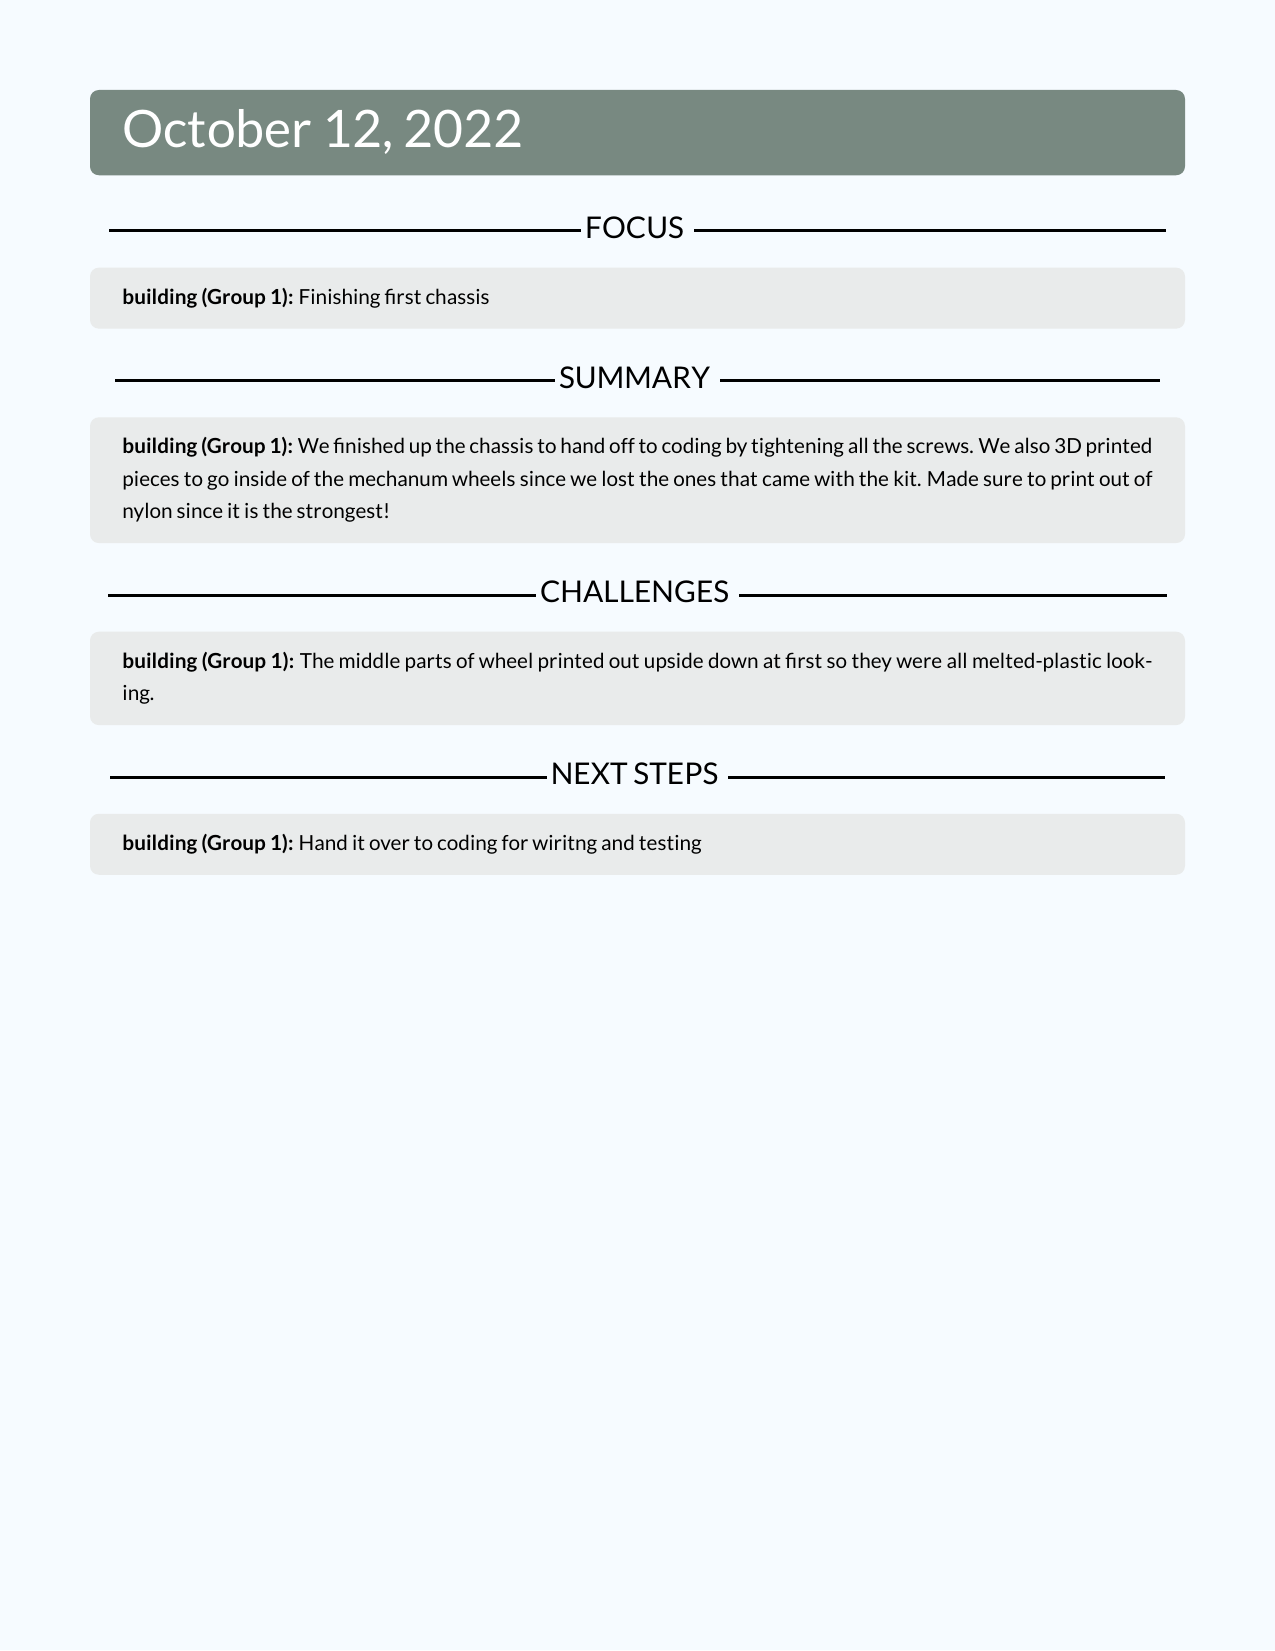 October 12, 2022
FOCUS
building (Group 1): Finishing first chassis
SUMMARY
building (Group 1): We finished up the chassis to hand off to coding by tightening all the screws. We also 3D printed
pieces to go inside of the mechanum wheels since we lost the ones that came with the kit. Made sure to print out of
nylon since it is the strongest!
CHALLENGES
building (Group 1): The middle parts of wheel printed out upside down at first so they were all melted-plastic look-
ing.
NEXT STEPS
building (Group 1): Hand it over to coding for wiritng and testing